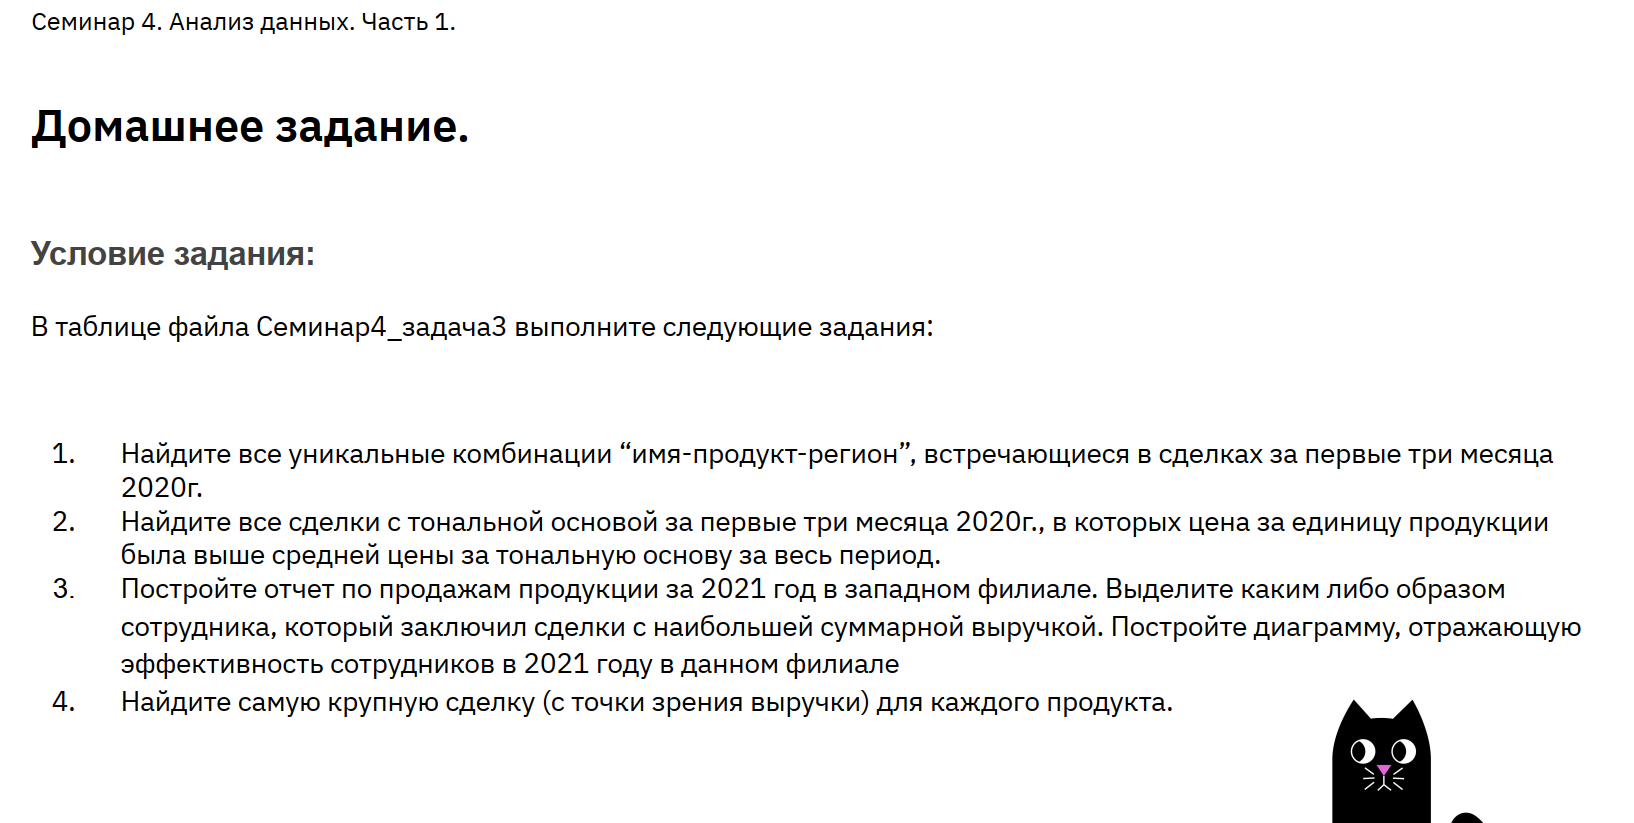 Семинар 4. Анализ данных. Часть 1.
Домашнее задание.
Условие задания:
В таблице файла Семинар4_задача3 выполните следующие задания:
1. Найдите все уникальные комбинации “имя-продукт-регион”, встречающиеся в сделках за первые три месяца
2020г.
2. Найдите все сделки с тональной основой за первые три месяца 2020г., в которых цена за единицу продукции
была выше средней цены за тональную основу за весь период.
3. Постройте отчет по продажам продукции за 2021 год в западном филиале. Выделите каким либо образом
сотрудника, который заключил сделки с наибольшей суммарной выручкой. Постройте диаграмму, отражающую
эффективность сотрудников в 2021 году в данном филиале
4. Найдите самую крупную сделку (с точки зрения выручки) для каждого продукта.